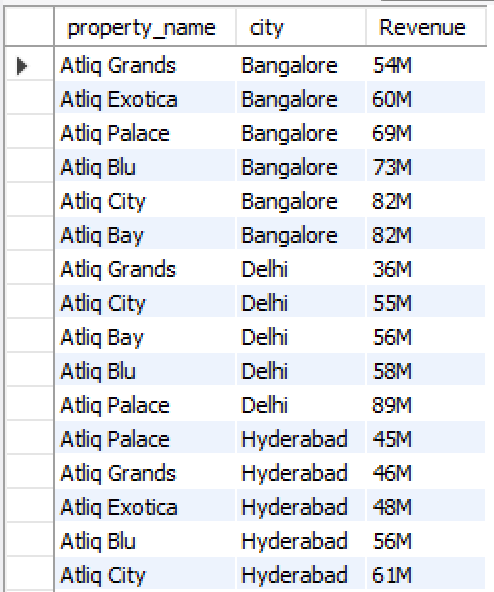 property_name city Revenue
Atliq Grands Bangalore 54M
Atliq Exotica Bangalore 60M
Atliq Palace Bangalore 69M
Atliq Blu Bangalore 73M
Atliq City Bangalore 82M
Atliq Bay Bangalore 82M
Atliq Grands Delhi 36M
Atliq City Delhi 55M
Atliq Bay Delhi 56M
Atliq Blu Delhi 58M
Atliq Palace Delhi 89M
Atliq Palace Hyderabad 45M
Atliq Grands Hyderabad 46M
Atliq Exotica Hyderabad 48M
Atliq Blu Hyderabad 56M
Atliq City Hyderabad 61M